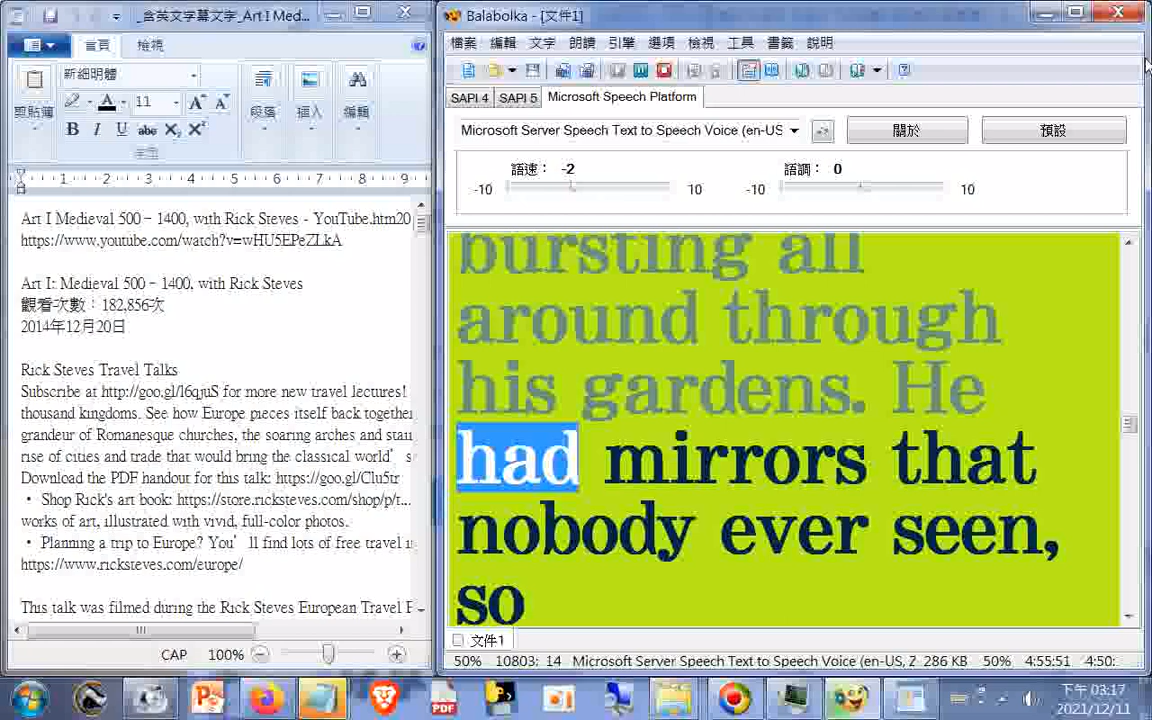 _含英文字幕文字_Art I Med...
首頁
檢視
剪貼簿
新細明體
11
段落
插入
編輯
B I U abe X₂ X²
字型
1 2 3 4 5 6 7 8 9
Art I Medieval 500 – 1400, with Rick Steves - YouTube.htm20
https://www.youtube.com/watch?v=wHU5EPeZLkA
Art I: Medieval 500 – 1400, with Rick Steves
觀看次數：182,856次
2014年12月20日
Rick Steves Travel Talks
Subscribe at http://goo.gl/l6qjuS for more new travel lectures!
thousand kingdoms. See how Europe pieces itself back together
grandeur of Romanesque churches, the soaring arches and stain
rise of cities and trade that would bring the classical world's
Download the PDF handout for this talk: https://goo.gl/Clu5tr
• Shop Rick's art book: https://store.ricksteves.com/shop/p/t...
works of art, illustrated with vivid, full-color photos.
• Planning a trip to Europe? You'll find lots of free travel i
https://www.ricksteves.com/europe/
This talk was filmed during the Rick Steves European Travel F
CAP 100%
Balabolka - [文件1]
檔案 編輯 文字 朗讀 引擎 選項 檢視 工具 書籤 說明
SAPI 4 SAPI 5 Microsoft Speech Platform
Microsoft Server Speech Text to Speech Voice (en-US
關於
預設
語速： -2
語調： 0
-10 10 -10 10
bursting all
around through
his gardens. He
had mirrors that
nobody ever seen,
so
文件1
50% 10803: 14 Microsoft Server Speech Text to Speech Voice (en-US, Z 286 KB 50% 4:55:51 4:50:
PDF
下午 03:17
2021/12/11